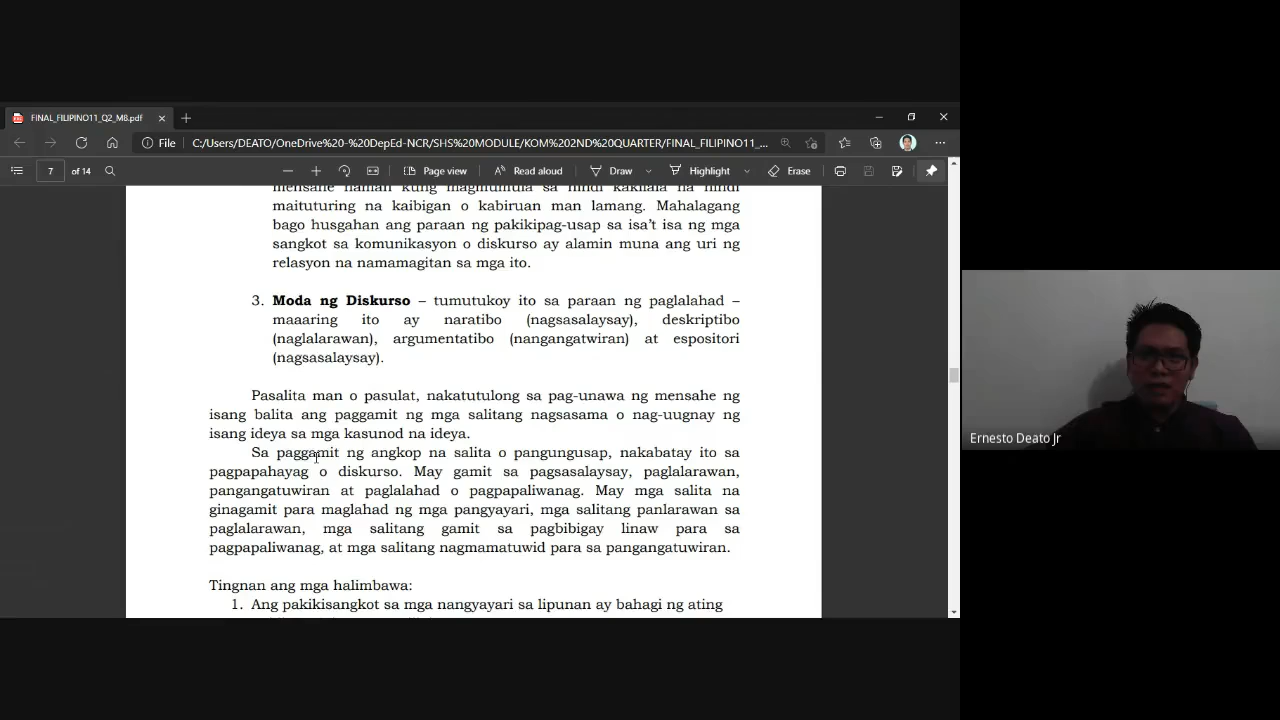 FINAL_FILIPINO11_Q2_M8.pdf
File C:/Users/DEATO/OneDrive%20-%20DepEd-NCR/SHS%20MODULE/KOM%202ND%20QUARTER/FINAL_FILIPINO11_...
7 of 14 Page view Read aloud Draw Highlight Erase
mensahe naman kung magmumula sa hindi kakilala na hindi
maituturing na kaibigan o kabiruan man lamang. Mahalagang
bago husgahan ang paraan ng pakikipag-usap sa isa't isa ng mga
sangkot sa komunikasyon o diskurso ay alamin muna ang uri ng
relasyon na namamagitan sa mga ito.
3. Moda ng Diskurso – tumutukoy ito sa paraan ng paglalahad –
maaaring ito ay naratibo (nagsasalaysay), deskriptibo
(naglalarawan), argumentatibo (nangangatwiran) at espositori
(nagsasalaysay).
Pasalita man o pasulat, nakatutulong sa pag-unawa ng mensahe ng
isang balita ang paggamit ng mga salitang nagsasama o nag-uugnay ng
isang ideya sa mga kasunod na ideya.
Sa paggamit ng angkop na salita o pangungusap, nakabatay ito sa
pagpapahayag o diskurso. May gamit sa pagsasalaysay, paglalarawan,
pangangatuwiran at paglalahad o pagpapaliwanag. May mga salita na
ginagamit para maglahad ng mga pangyayari, mga salitang panlarawan sa
paglalarawan, mga salitang gamit sa pagbibigay linaw para sa
pagpapaliwanag, at mga salitang nagmamatuwid para sa pangangatuwiran.
Tingnan ang mga halimbawa:
1. Ang pakikisangkot sa mga nangyayari sa lipunan ay bahagi ng ating
Ernesto Deato Jr